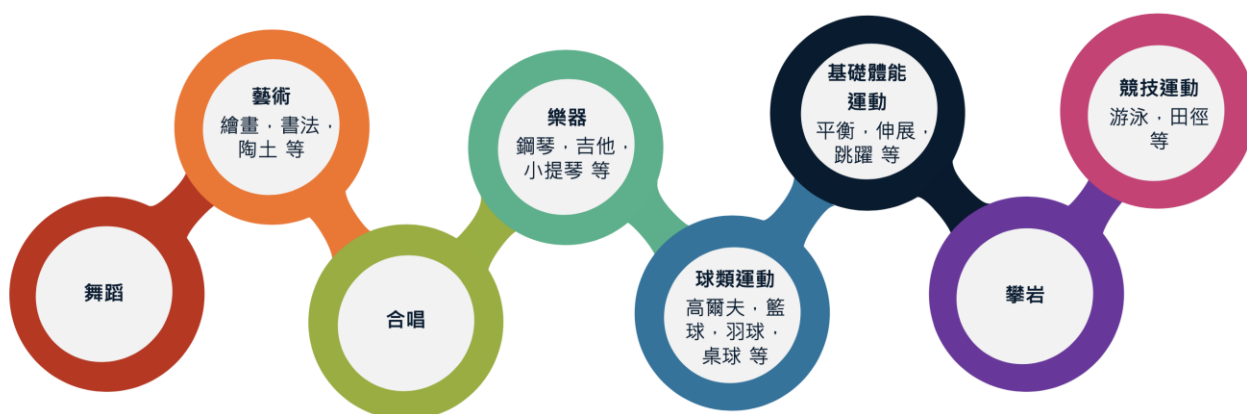 舞蹈
藝術
繪畫．書法．
陶土 等
合唱
樂器
鋼琴．吉他．
小提琴 等
球類運動
高爾夫．籃
球．羽球．
桌球 等
基礎體能
運動
平衡．伸展．
跳躍 等
攀岩
競技運動
游泳．田徑
等